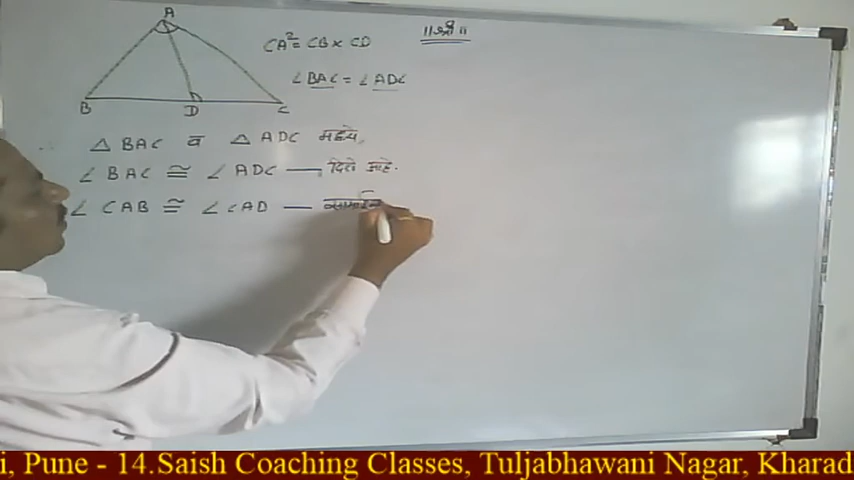 A
B
D
C
CA² = CB × CD
॥ श्री ॥
∠ BAC = ∠ ADC
△ BAC व △ ADC मध्ये,
∠ BAC ≅ ∠ ADC — दिले आहे.
∠ CAB ≅ ∠ CAD —
i, Pune - 14.Saish Coaching Classes, Tuljabhawani Nagar, Kharad